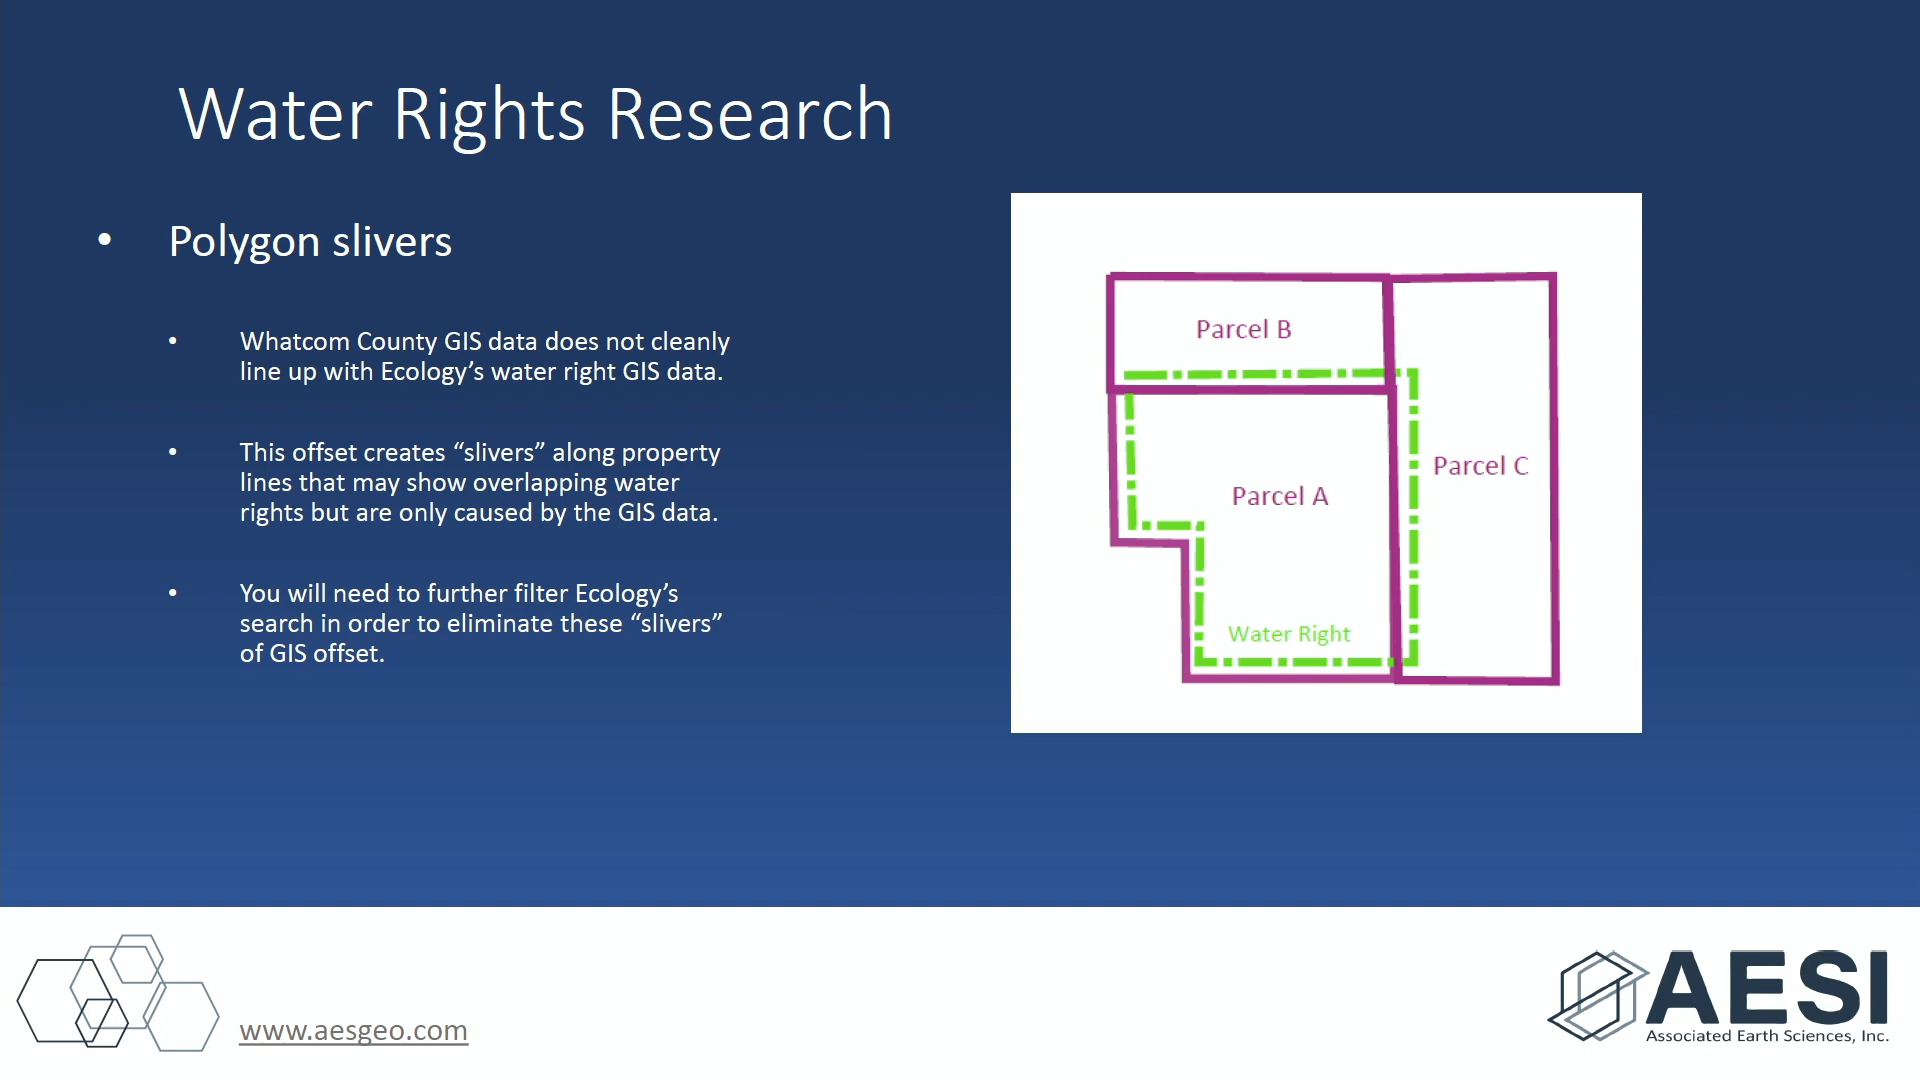 Water Rights Research
• Polygon slivers
• Whatcom County GIS data does not cleanly
line up with Ecology’s water right GIS data.
• This offset creates “slivers” along property
lines that may show overlapping water
rights but are only caused by the GIS data.
• You will need to further filter Ecology’s
search in order to eliminate these “slivers”
of GIS offset.
Parcel B
Parcel C
Parcel A
Water Right
www.aesgeo.com
AESI
Associated Earth Sciences, Inc.